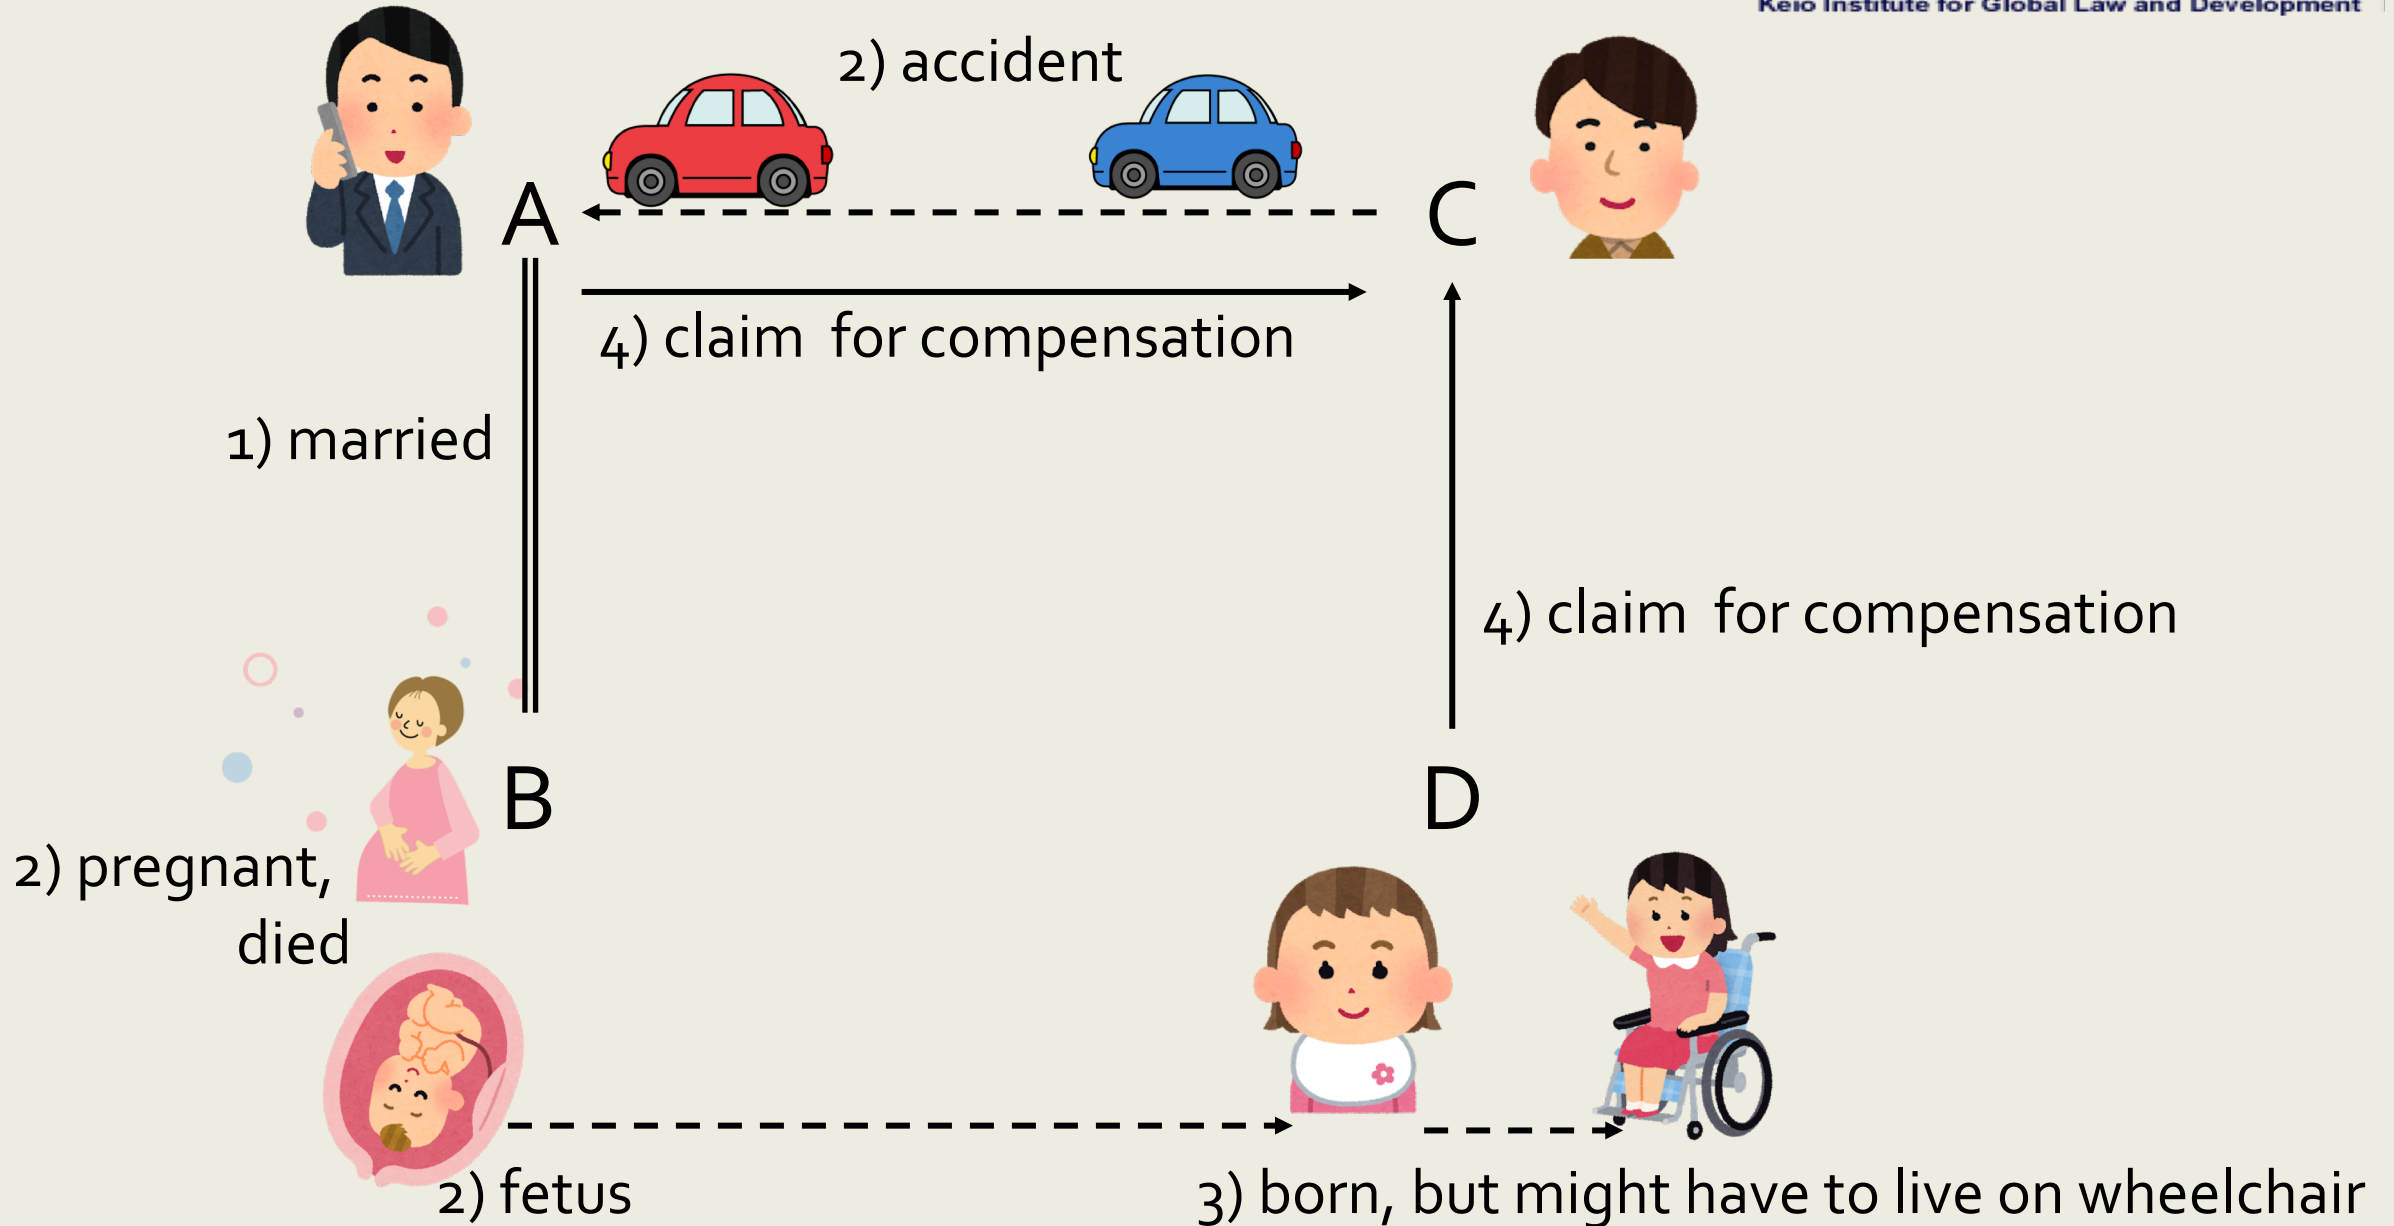 Keio Institute for Global Law and Development
2) accident
A
C
4) claim for compensation
1) married
4) claim for compensation
B
D
2) pregnant,
died
2) fetus
3) born, but might have to live on wheelchair